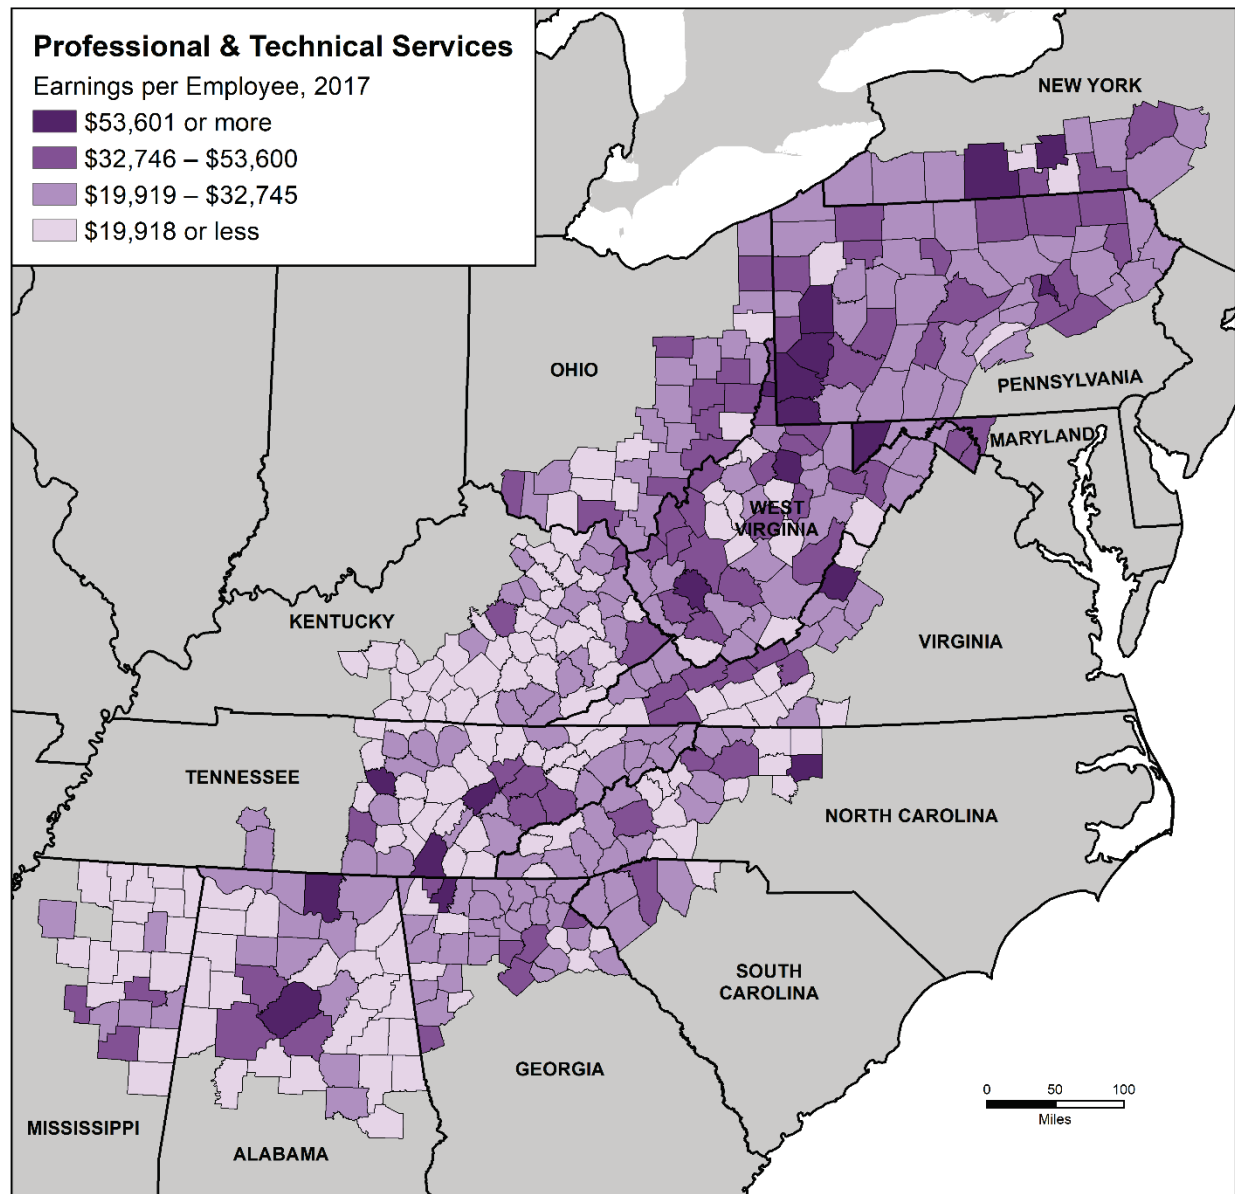 Professional & Technical Services
Earnings per Employee, 2017
$53,601 or more
$32,746 – $53,600
$19,919 – $32,745
$19,918 or less
NEW YORK
OHIO
PENNSYLVANIA
MARYLAND
WEST
VIRGINIA
KENTUCKY
VIRGINIA
TENNESSEE
NORTH CAROLINA
SOUTH
CAROLINA
GEORGIA
MISSISSIPPI
ALABAMA
0 50 100
Miles